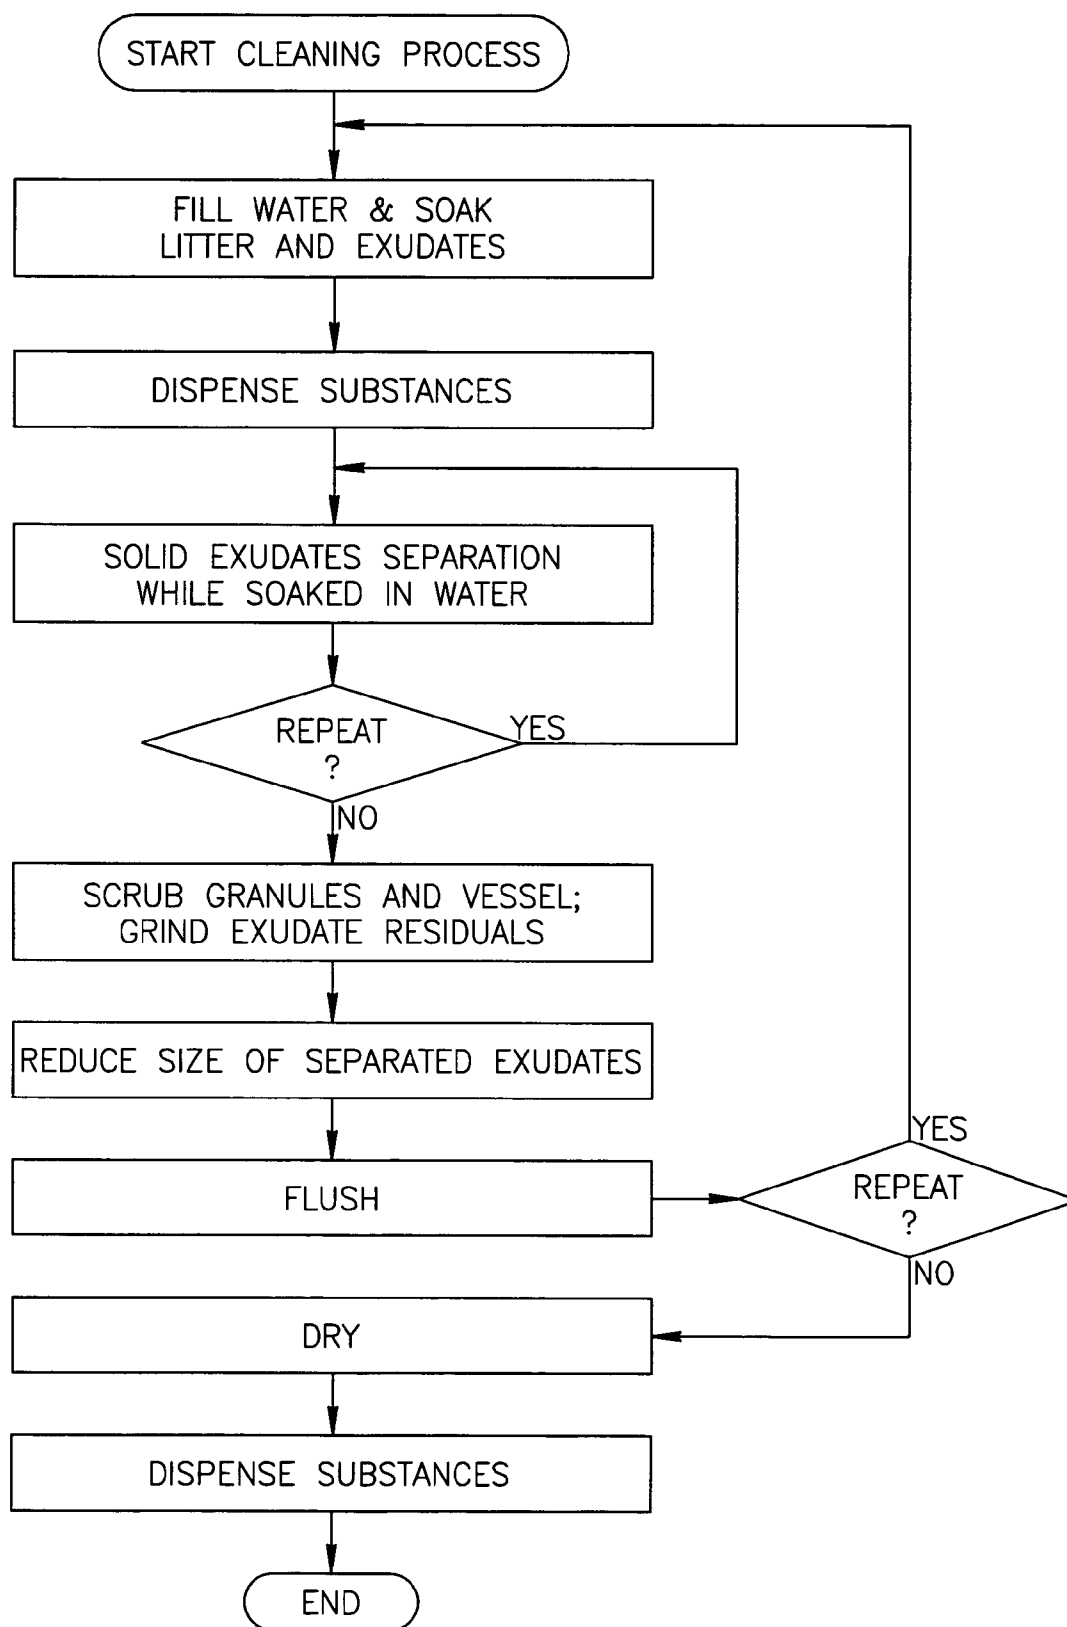 START CLEANING PROCESS
FILL WATER & SOAK
LITTER AND EXUDATES
DISPENSE SUBSTANCES
SOLID EXUDATES SEPARATION
WHILE SOAKED IN WATER
REPEAT
?
YES
NO
SCRUB GRANULES AND VESSEL;
GRIND EXUDATE RESIDUALS
REDUCE SIZE OF SEPARATED EXUDATES
FLUSH
YES
REPEAT
?
NO
DRY
DISPENSE SUBSTANCES
END